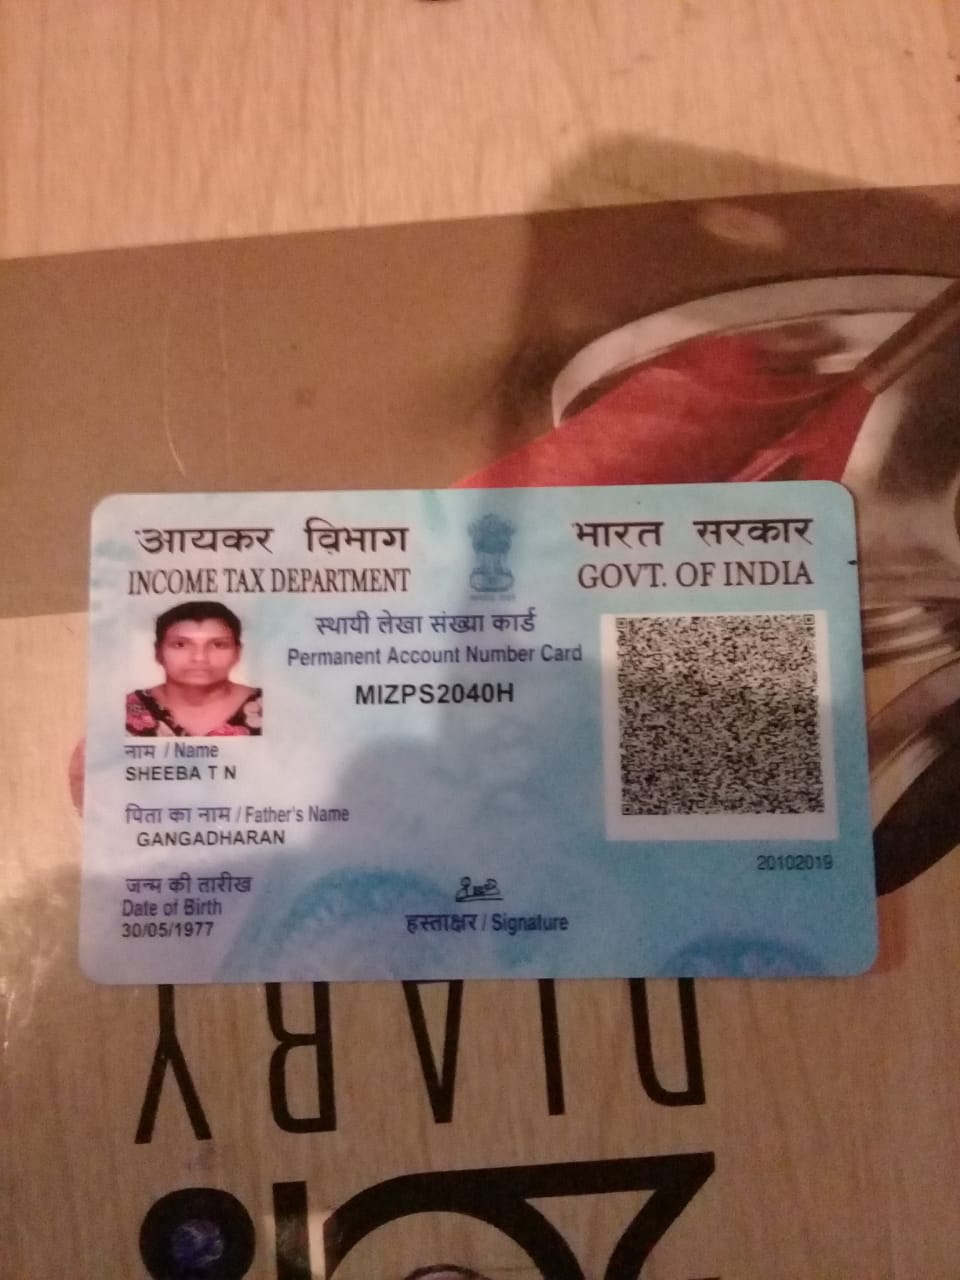 आयकर विभाग
INCOME TAX DEPARTMENT
भारत सरकार
GOVT. OF INDIA
स्थायी लेखा संख्या कार्ड
Permanent Account Number Card
MIZPS2040H
नाम / Name
SHEEBA T N
पिता का नाम / Father's Name
GANGADHARAN
जन्म की तारीख
Date of Birth
30/05/1977
हस्ताक्षर / Signature
20102019
DIARY